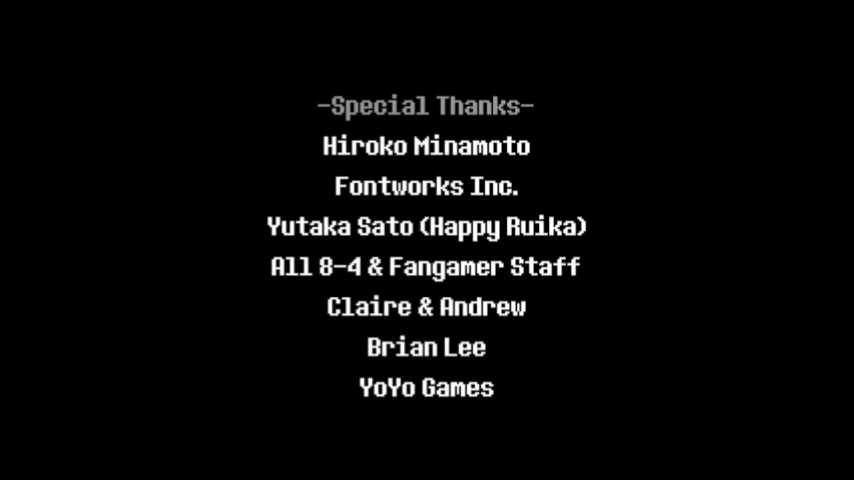 -Special Thanks-
Hiroko Minamoto
Fontworks Inc.
Yutaka Sato (Happy Ruika)
All 8-4 & Fangamer Staff
Claire & Andrew
Brian Lee
YoYo Games